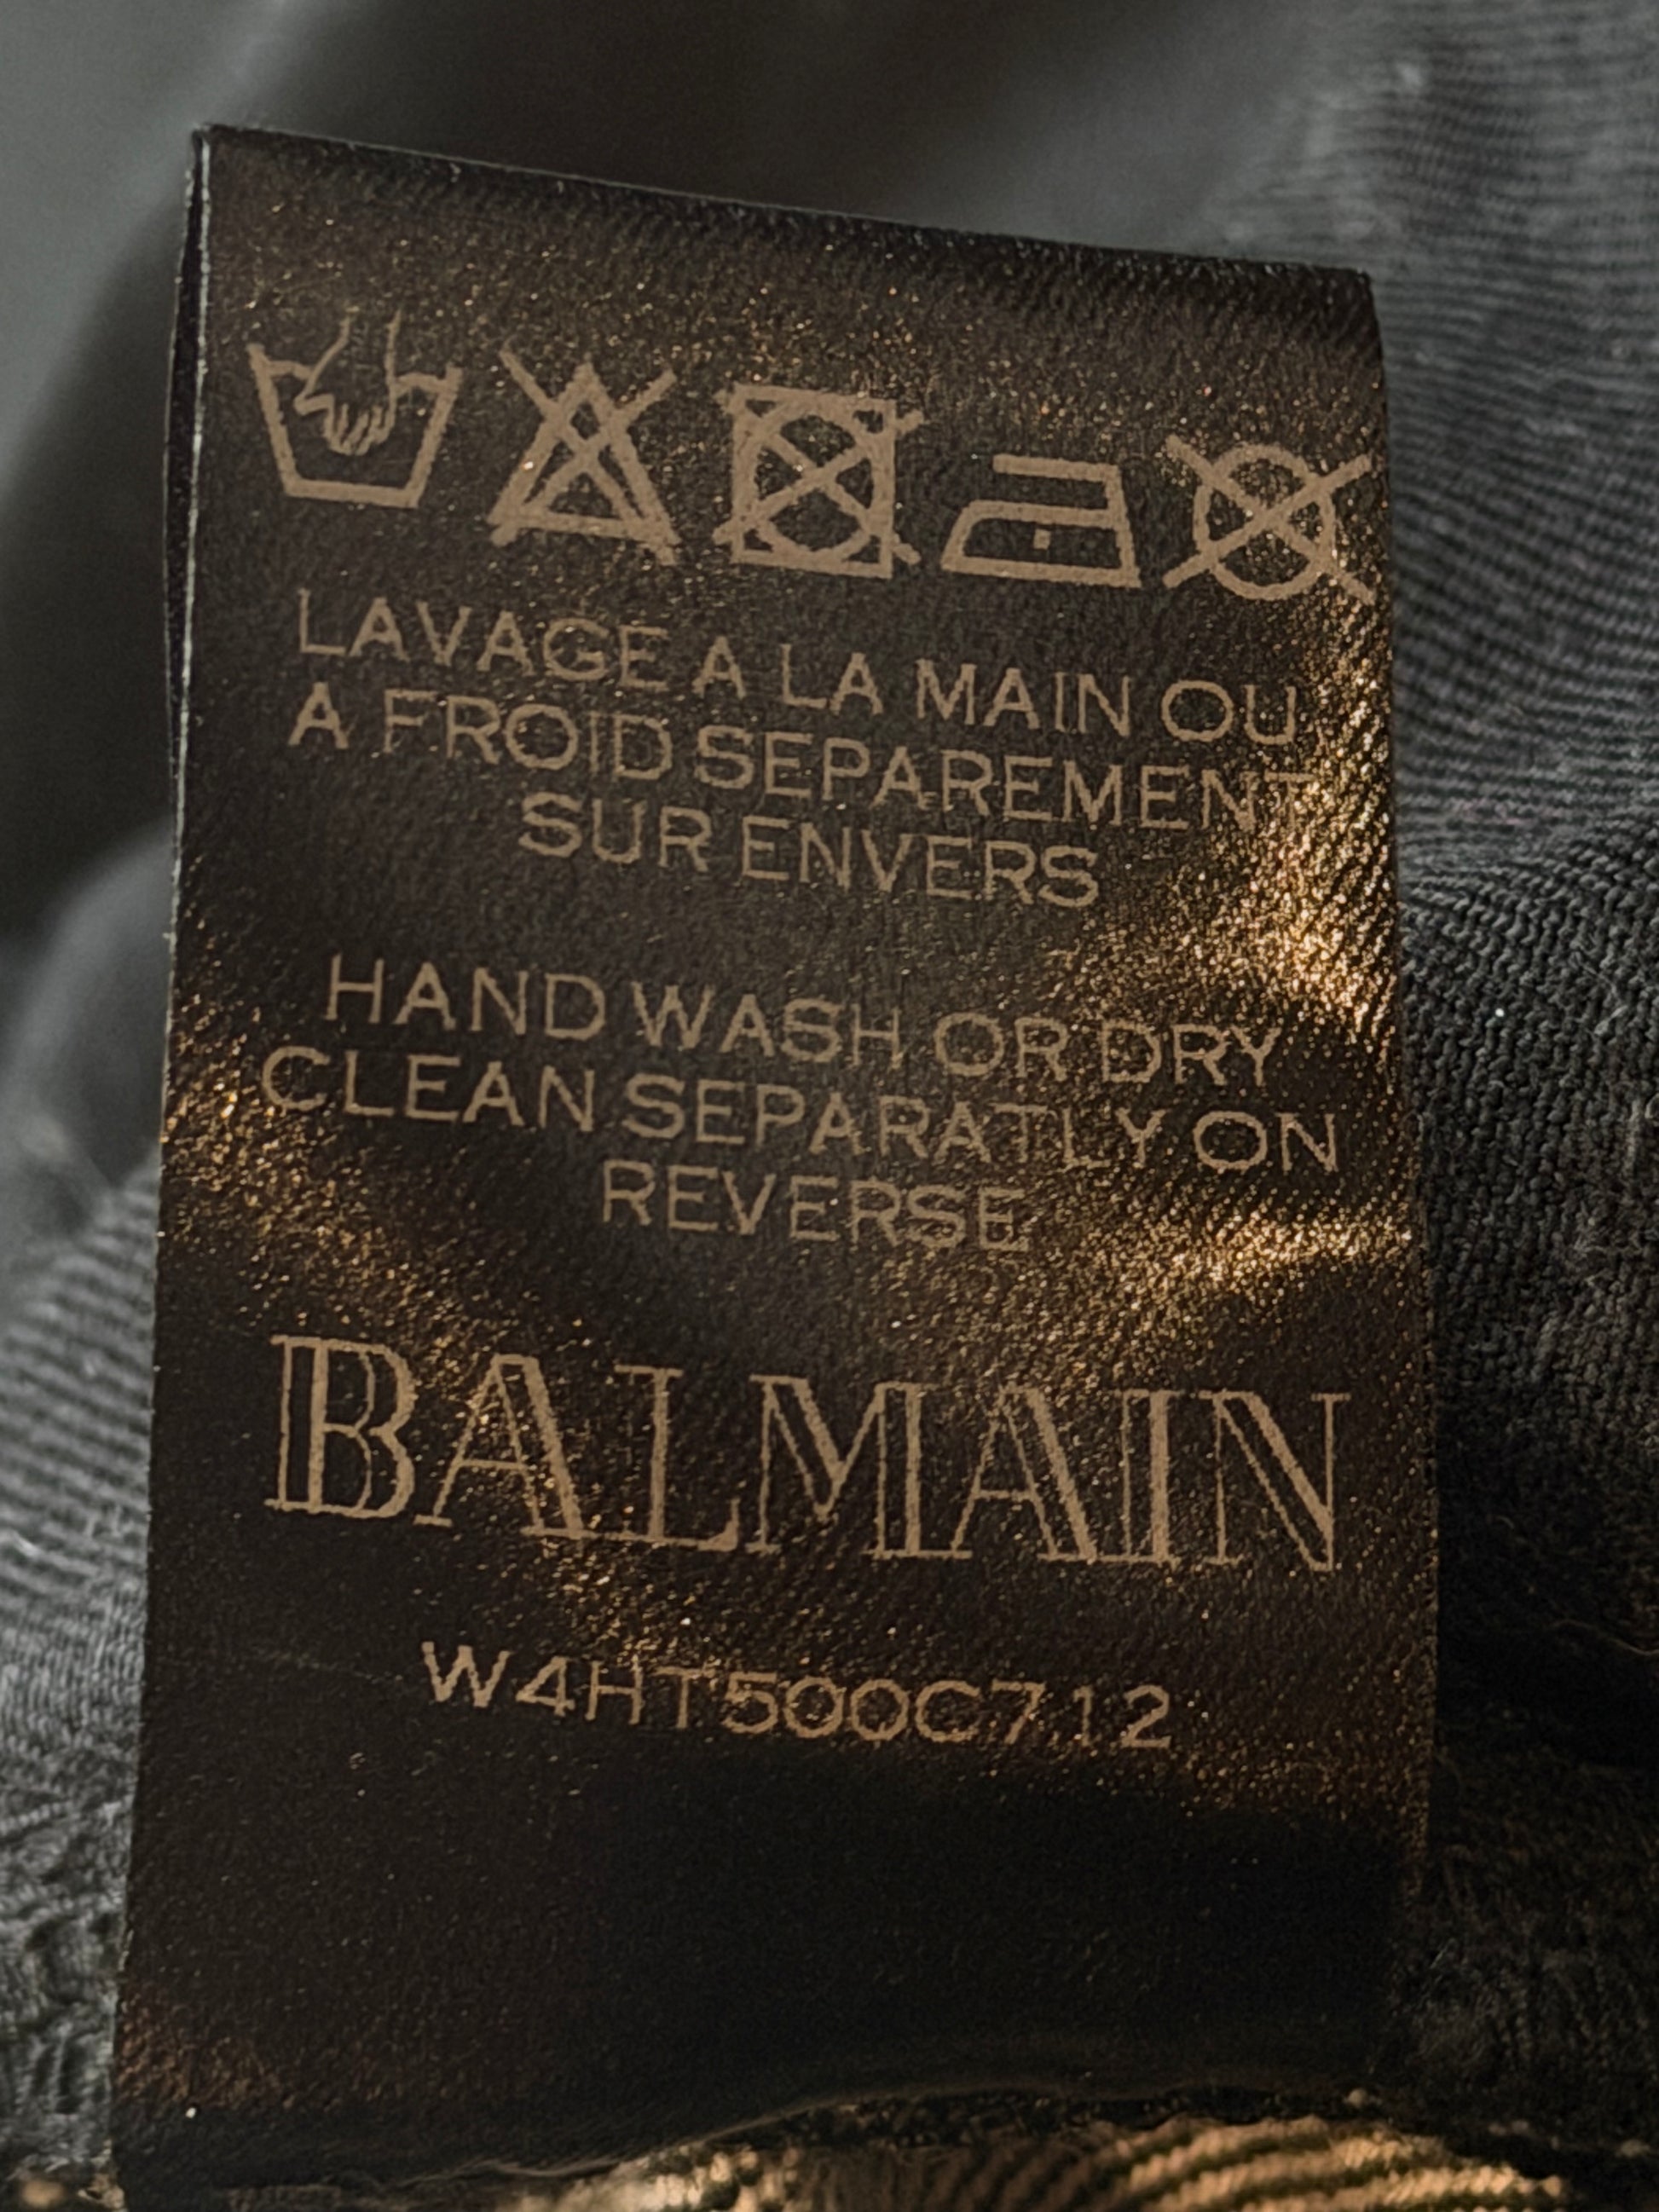 LAVAGE A LA MAIN OU
A FROID SEPAREMENT
SUR ENVERS
HAND WASH OR DRY
CLEAN SEPARATLY ON
REVERSE
BALMAIN
W4HT500C712